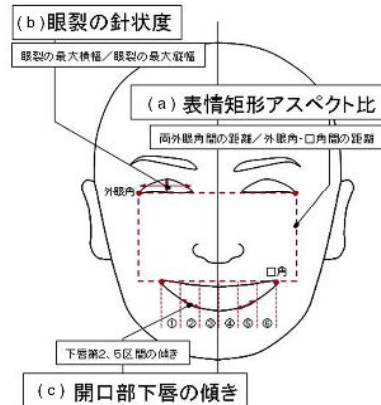 (b)眼裂の針状度
眼裂の最大横幅/眼裂の最大縦幅
(a)表情矩形アスペクト比
両外眼角間の距離/外眼角-口角間の距離
外眼角
口角
① ② ③ ④ ⑤ ⑥
下唇第2、5区間の傾き
(c)開口部下唇の傾き